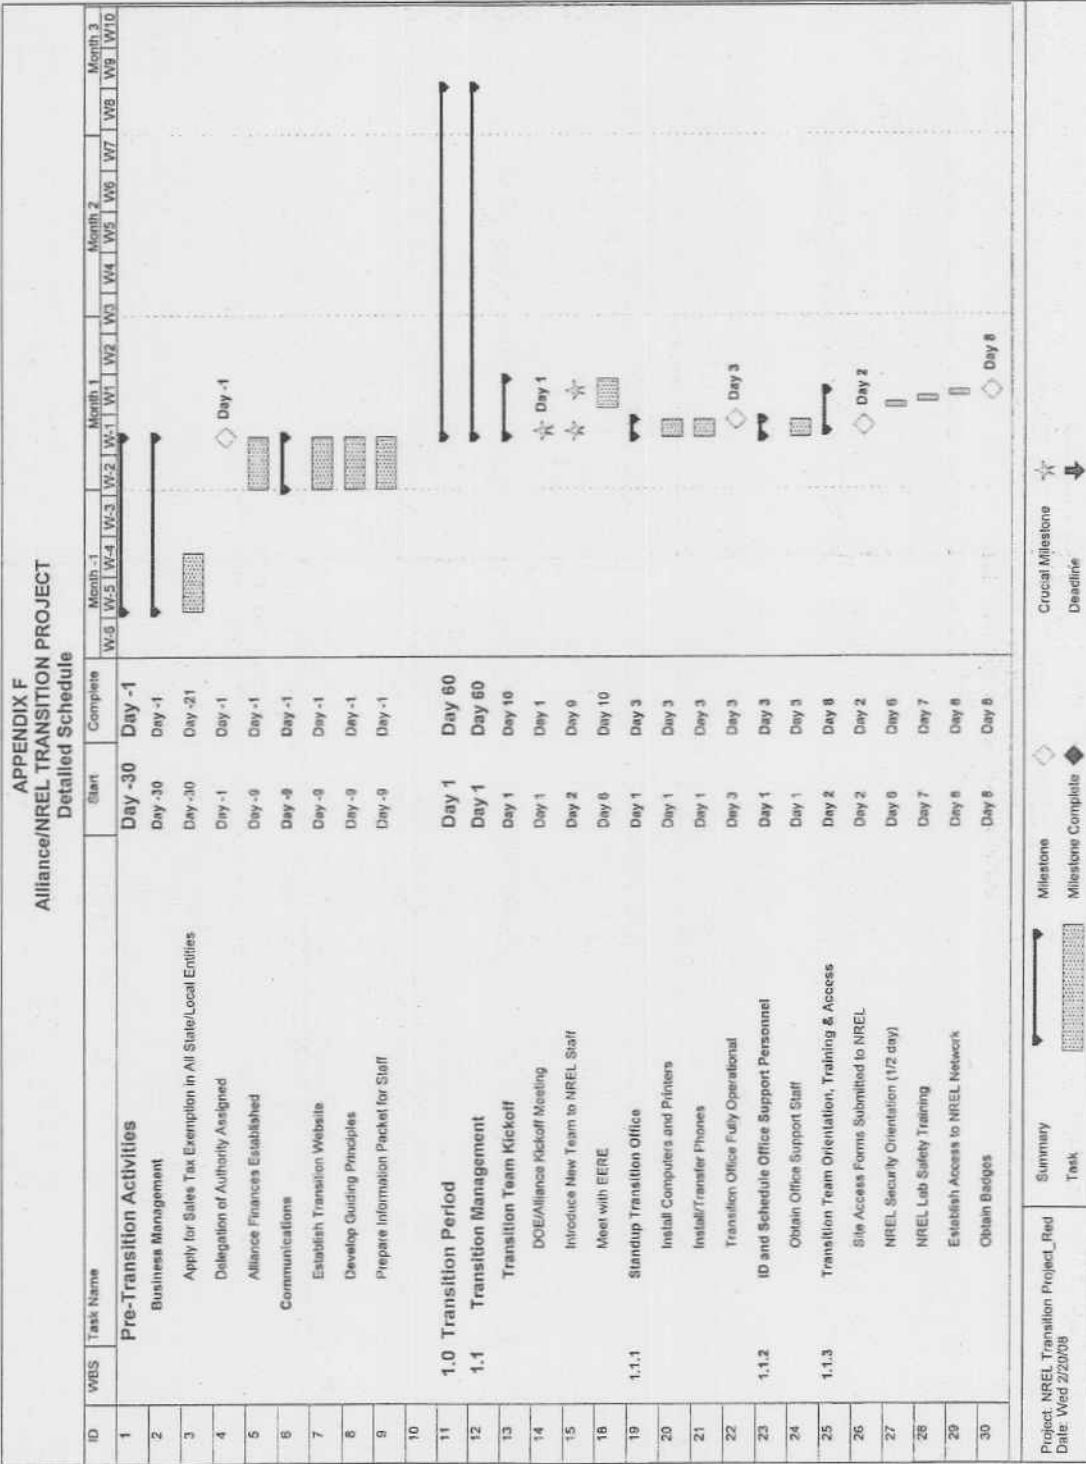 APPENDIX F
Alliance/NREL TRANSITION PROJECT
Detailed Schedule
ID WBS Task Name Start Complete Month -1 Month 1 Month 2 Month 3
W-6 W-5 W-4 W-3 W-2 W-1 W1 W2 W3 W4 W5 W6 W7 W8 W9 W10
1 Pre-Transition Activities Day -30 Day -1
2 Business Management Day -30 Day -1
3 Apply for Sales Tax Exemption in All State/Local Entities Day -30 Day -21
4 Delegation of Authority Assigned Day -1 Day -1 Day -1
5 Alliance Finances Established Day -9 Day -1
6 Communications Day -9 Day -1
7 Establish Transition Website Day -9 Day -1
8 Develop Guiding Principles Day -9 Day -1
9 Prepare Information Packet for Staff Day -9 Day -1
10
11 1.0 Transition Period Day 1 Day 60
12 1.1 Transition Management Day 1 Day 60
13 Transition Team Kickoff Day 1 Day 10
14 DOE/Alliance Kickoff Meeting Day 1 Day 1 Day 1
15 Introduce New Team to NREL Staff Day 2 Day 9
18 Meet with EERE Day 6 Day 10
19 1.1.1 Standup Transition Office Day 1 Day 3
20 Install Computers and Printers Day 1 Day 3
21 Install/Transfer Phones Day 1 Day 3
22 Transition Office Fully Operational Day 3 Day 3 Day 3
23 1.1.2 ID and Schedule Office Support Personnel Day 1 Day 3
24 Obtain Office Support Staff Day 1 Day 3
25 1.1.3 Transition Team Orientation, Training & Access Day 2 Day 8
26 Site Access Forms Submitted to NREL Day 2 Day 2 Day 2
27 NREL Security Orientation (1/2 day) Day 6 Day 6
28 NREL Lab Safety Training Day 7 Day 7
29 Establish Access to NREL Network Day 8 Day 8
30 Obtain Badges Day 8 Day 8 Day 8
Project: NREL Transition Project_Red
Date: Wed 2/20/08
Summary Milestone Crucial Milestone
Task Milestone Complete Deadline